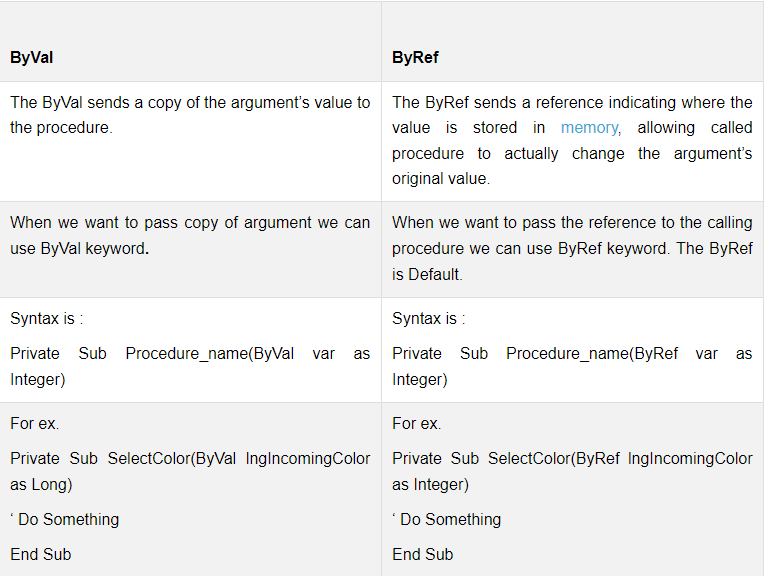 ByVal
ByRef
The ByVal sends a copy of the argument’s value to
the procedure.
The ByRef sends a reference indicating where the
value is stored in memory, allowing called
procedure to actually change the argument’s
original value.
When we want to pass copy of argument we can
use ByVal keyword.
When we want to pass the reference to the calling
procedure we can use ByRef keyword. The ByRef
is Default.
Syntax is :
Private Sub Procedure_name(ByVal var as
Integer)
Syntax is :
Private Sub Procedure_name(ByRef var as
Integer)
For ex.
Private Sub SelectColor(ByVal lngIncomingColor
as Long)
‘ Do Something
End Sub
For ex.
Private Sub SelectColor(ByRef lngIncomingColor
as Integer)
‘ Do Something
End Sub